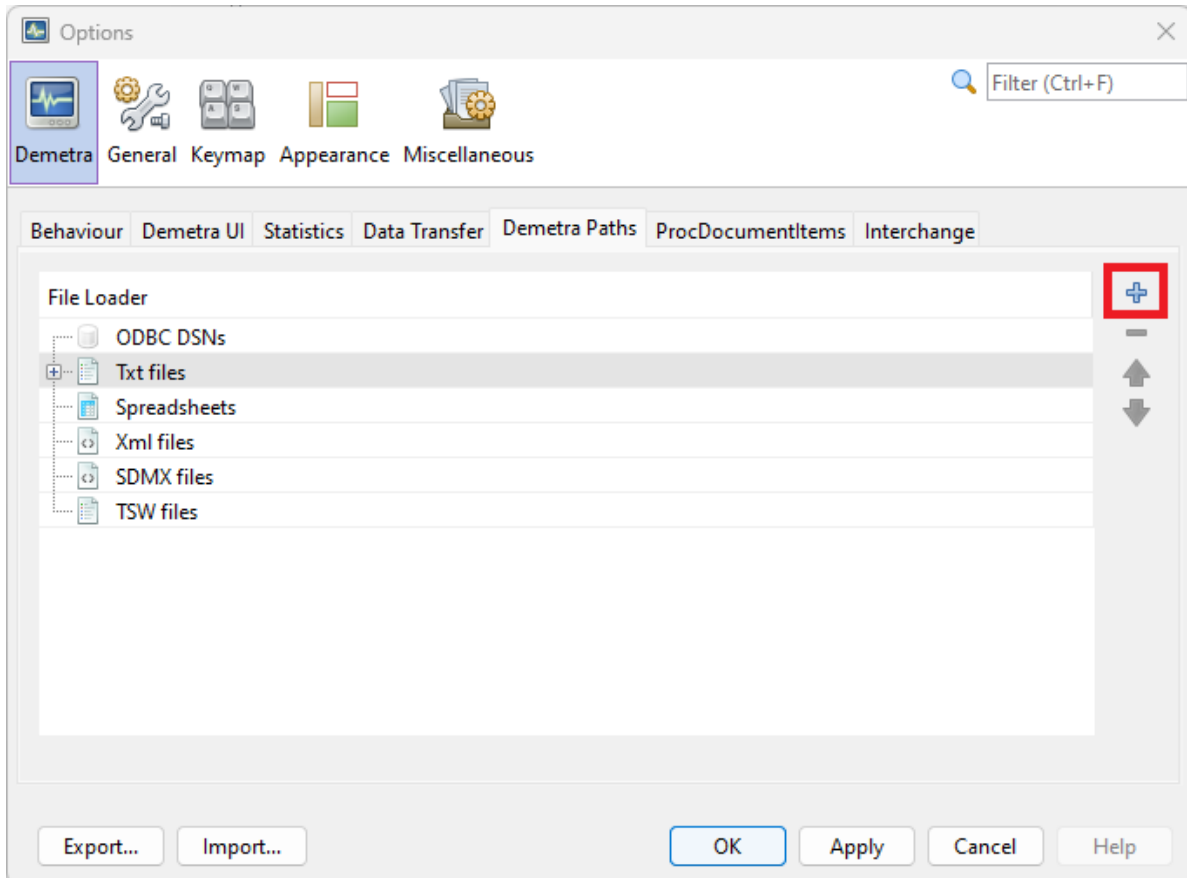 Options
Filter (Ctrl+F)
Demetra General Keymap Appearance Miscellaneous
Behaviour Demetra UI Statistics Data Transfer Demetra Paths ProcDocumentItems Interchange
File Loader
ODBC DSNs
Txt files
Spreadsheets
Xml files
SDMX files
TSW files
Export... Import... OK Apply Cancel Help